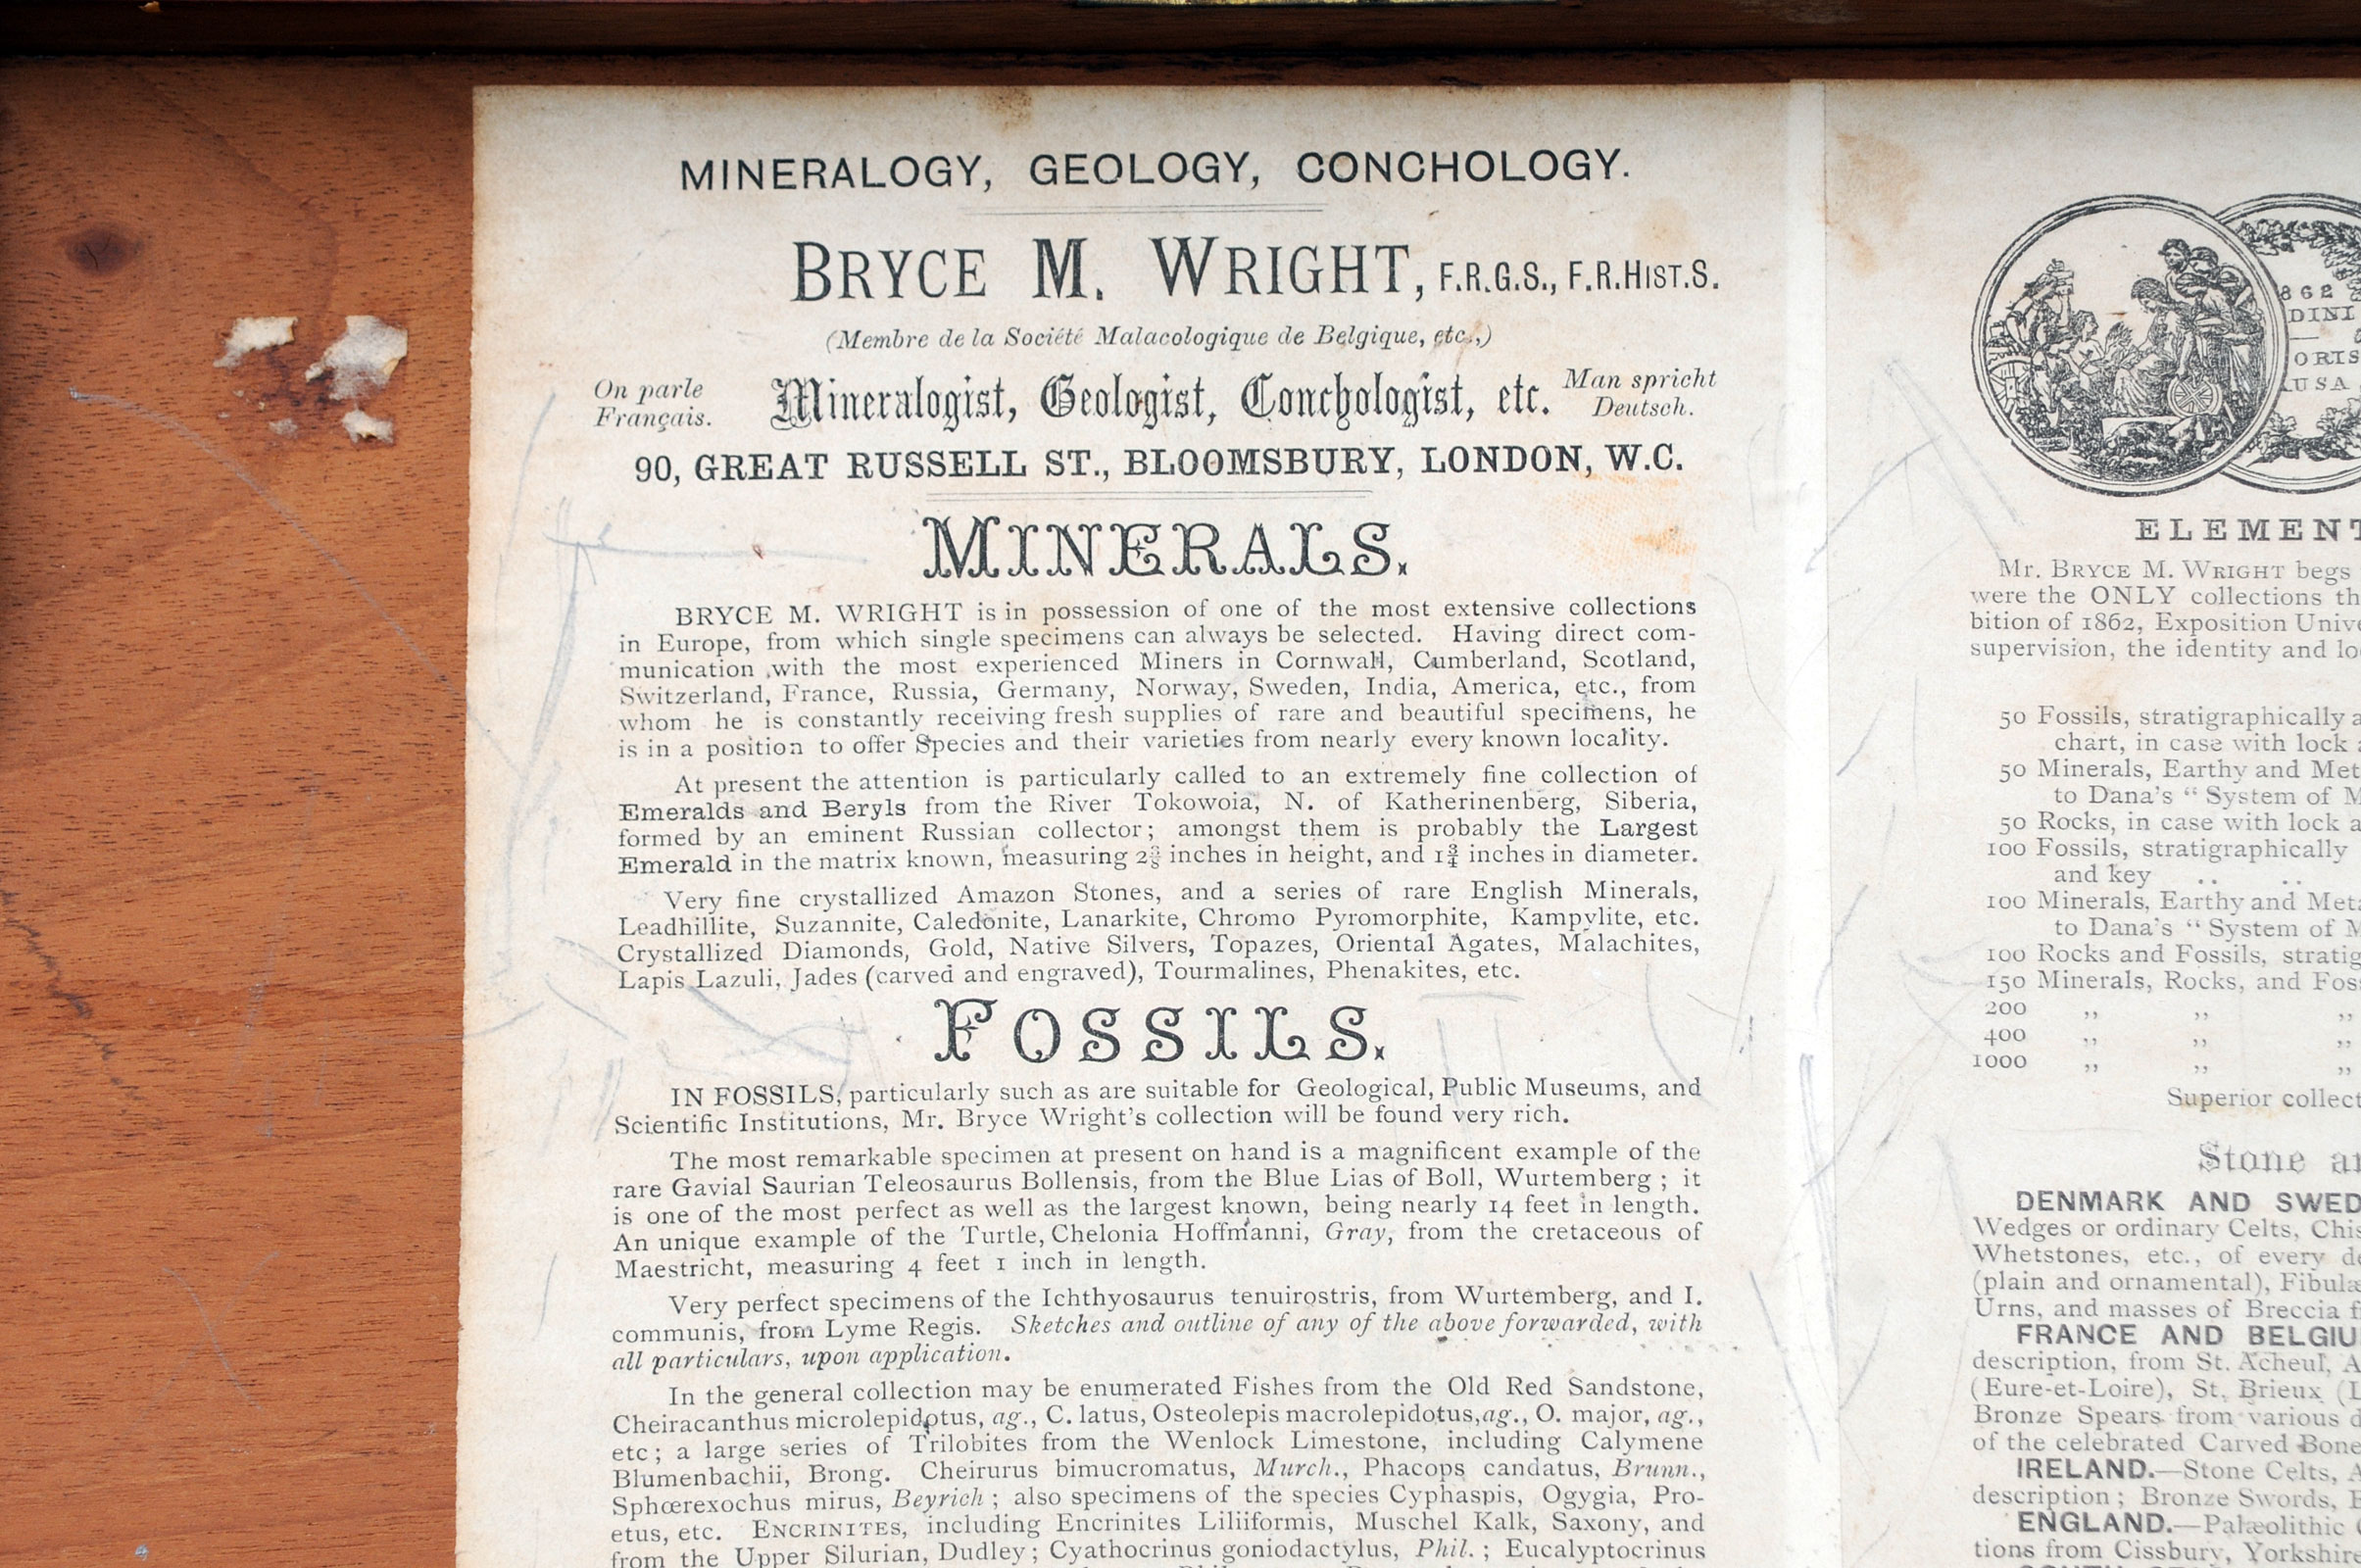 MINERALOGY, GEOLOGY, CONCHOLOGY.
BRYCE M. WRIGHT, F.R.G.S., F.R.HIST.S.
(Membre de la Société Malacologique de Belgique, etc.,)
On parle
Français.
Mineralogist, Geologist, Conchologist, etc.
Man spricht
Deutsch.
90, GREAT RUSSELL ST., BLOOMSBURY, LONDON, W.C.
MINERALS.
BRYCE M. WRIGHT is in possession of one of the most extensive collections
in Europe, from which single specimens can always be selected. Having direct com-
munication with the most experienced Miners in Cornwall, Cumberland, Scotland,
Switzerland, France, Russia, Germany, Norway, Sweden, India, America, etc., from
whom he is constantly receiving fresh supplies of rare and beautiful specimens, he
is in a position to offer Species and their varieties from nearly every known locality.
At present the attention is particularly called to an extremely fine collection of
Emeralds and Beryls from the River Tokowoia, N. of Katherinenberg, Siberia,
formed by an eminent Russian collector; amongst them is probably the Largest
Emerald in the matrix known, measuring 2⅜ inches in height, and 1¾ inches in diameter.
Very fine crystallized Amazon Stones, and a series of rare English Minerals,
Leadhillite, Suzannite, Caledonite, Lanarkite, Chromo Pyromorphite, Kampylite, etc.
Crystallized Diamonds, Gold, Native Silvers, Topazes, Oriental Agates, Malachites,
Lapis Lazuli, Jades (carved and engraved), Tourmalines, Phenakites, etc.
FOSSILS.
IN FOSSILS, particularly such as are suitable for Geological, Public Museums, and
Scientific Institutions, Mr. Bryce Wright's collection will be found very rich.
The most remarkable specimen at present on hand is a magnificent example of the
rare Gavial Saurian Teleosaurus Bollensis, from the Blue Lias of Boll, Wurtemberg; it
is one of the most perfect as well as the largest known, being nearly 14 feet in length.
An unique example of the Turtle, Chelonia Hoffmanni, Gray, from the cretaceous of
Maestricht, measuring 4 feet 1 inch in length.
Very perfect specimens of the Ichthyosaurus tenuirostris, from Wurtemberg, and I.
communis, from Lyme Regis. Sketches and outline of any of the above forwarded, with
all particulars, upon application.
In the general collection may be enumerated Fishes from the Old Red Sandstone,
Cheiracanthus microlepidotus, ag., C. latus, Osteolepis macrolepidotus, ag., O. major, ag.,
etc; a large series of Trilobites from the Wenlock Limestone, including Calymene
Blumenbachii, Brong. Cheirurus bimucromatus, Murch., Phacops candatus, Brunn.,
Sphœrexochus mirus, Beyrich; also specimens of the species Cyphaspis, Ogygia, Pro-
etus, etc. ENCRINITES, including Encrinites Liliiformis, Muschel Kalk, Saxony, and
from the Upper Silurian, Dudley; Cyathocrinus goniodactylus, Phil.; Eucalyptocrinus
862
DINI
ORIS
USA
ELEMENT
Mr. BRYCE M. WRIGHT begs
were the ONLY collections th
bition of 1862, Exposition Unive
supervision, the identity and lo
50 Fossils, stratigraphically a
chart, in case with lock a
50 Minerals, Earthy and Met
to Dana's "System of M
50 Rocks, in case with lock a
100 Fossils, stratigraphically
and key .. ..
100 Minerals, Earthy and Meta
to Dana's "System of M
100 Rocks and Fossils, stratig
150 Minerals, Rocks, and Foss
200 ,, ,, ,,
400 ,, ,, ,,
1000 ,, ,, ,,
Superior collect
Stone a
DENMARK AND SWED
Wedges or ordinary Celts, Chis
Whetstones, etc., of every de
(plain and ornamental), Fibulæ
Urns, and masses of Breccia f
FRANCE AND BELGIU
description, from St. Acheul, A
(Eure-et-Loire), St. Brieux (L
Bronze Spears from various d
of the celebrated Carved Bone
IRELAND.—Stone Celts, A
description; Bronze Swords,
ENGLAND.—Palæolithic
tions from Cissbury, Yorkshire